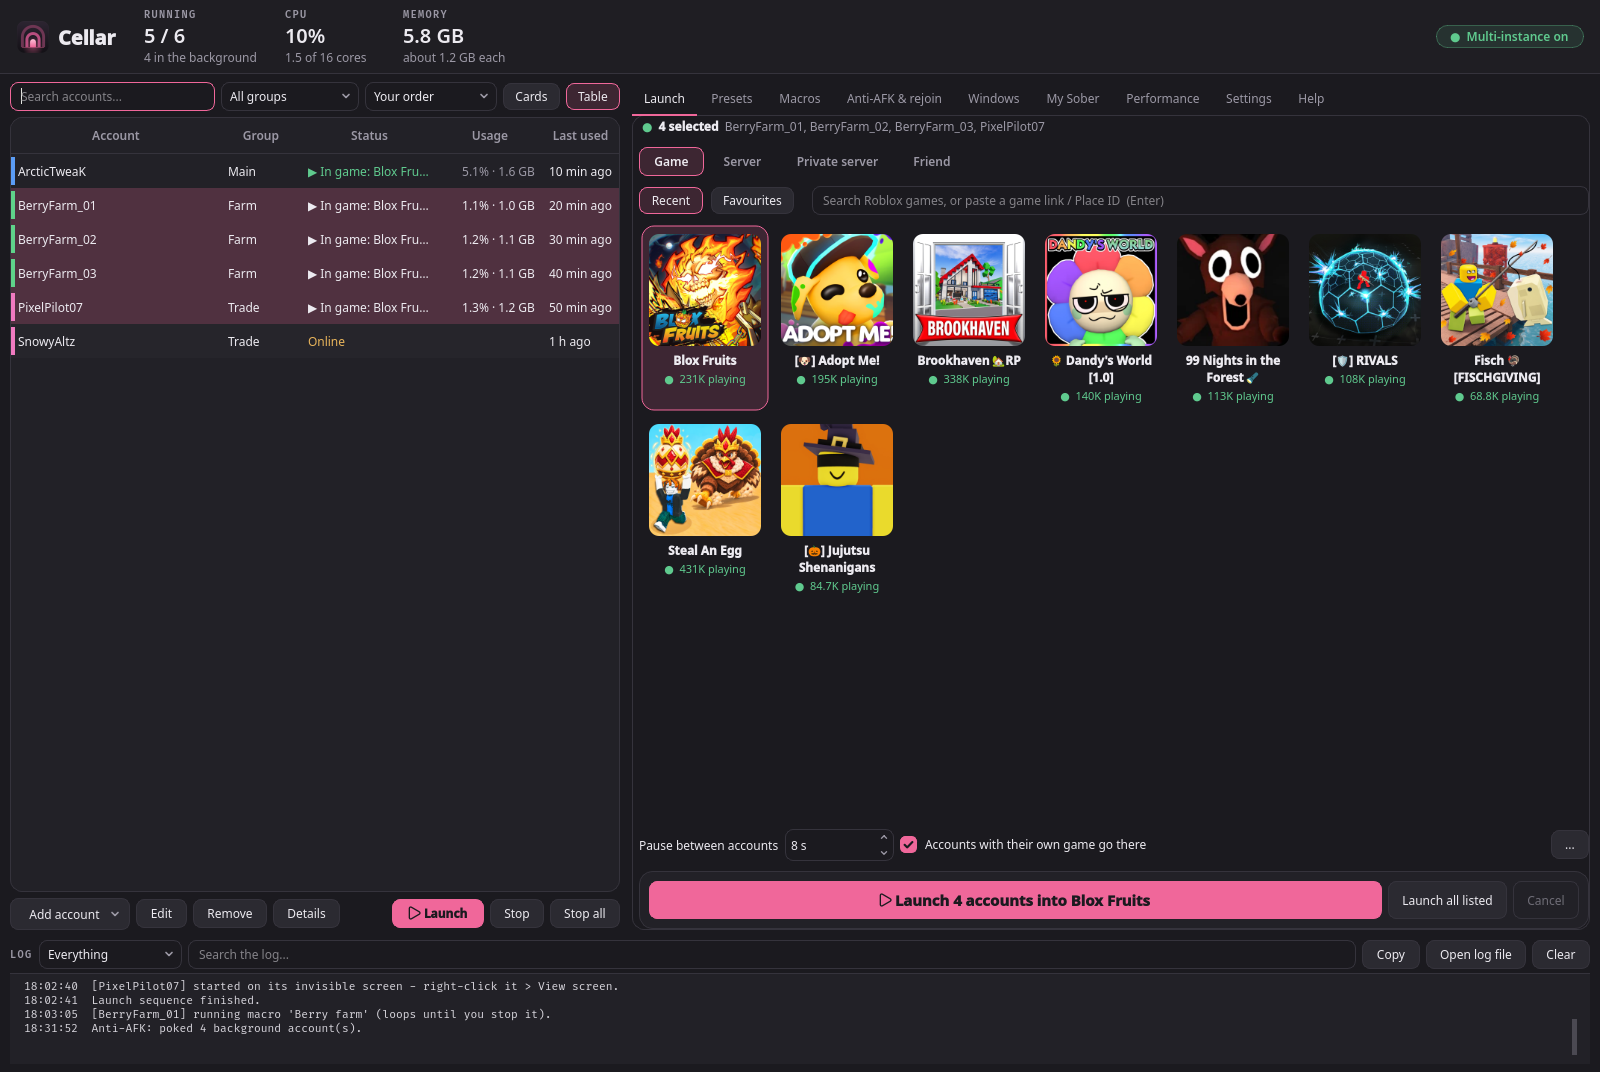 Cellar
RUNNING
5 / 6
4 in the background
CPU
10%
1.5 of 16 cores
MEMORY
5.8 GB
about 1.2 GB each
Multi-instance on
Search accounts...
All groups
Your order
Cards
Table
Account Group Status Usage Last used
ArcticTweaK Main ▶ In game: Blox Fru... 5.1% · 1.6 GB 10 min ago
BerryFarm_01 Farm ▶ In game: Blox Fru... 1.1% · 1.0 GB 20 min ago
BerryFarm_02 Farm ▶ In game: Blox Fru... 1.2% · 1.1 GB 30 min ago
BerryFarm_03 Farm ▶ In game: Blox Fru... 1.2% · 1.1 GB 40 min ago
PixelPilot07 Trade ▶ In game: Blox Fru... 1.3% · 1.2 GB 50 min ago
SnowyAltz Trade Online 1 h ago
Add account
Edit
Remove
Details
Launch
Stop
Stop all
Launch Presets Macros Anti-AFK & rejoin Windows My Sober Performance Settings Help
4 selected BerryFarm_01, BerryFarm_02, BerryFarm_03, PixelPilot07
Game Server Private server Friend
Recent Favourites Search Roblox games, or paste a game link / Place ID (Enter)
BLOX
FRUITS
Blox Fruits
231K playing
ADOPT ME!
[🐶] Adopt Me!
195K playing
BROOKHAVEN
Brookhaven 🏡RP
338K playing
DANDY'S WORLD
🌻 Dandy's World
[1.0]
140K playing
99 Nights in the
Forest 🔦
113K playing
[🛡️] RIVALS
108K playing
Fisch 🦃
[FISCHGIVING]
68.8K playing
Steal An Egg
431K playing
[🎃] Jujutsu
Shenanigans
84.7K playing
Pause between accounts 8 s Accounts with their own game go there ...
Launch 4 accounts into Blox Fruits
Launch all listed
Cancel
LOG Everything Search the log... Copy Open log file Clear
18:02:40 [PixelPilot07] started on its invisible screen - right-click it > View screen.
18:02:41 Launch sequence finished.
18:03:05 [BerryFarm_01] running macro 'Berry farm' (loops until you stop it).
18:31:52 Anti-AFK: poked 4 background account(s).